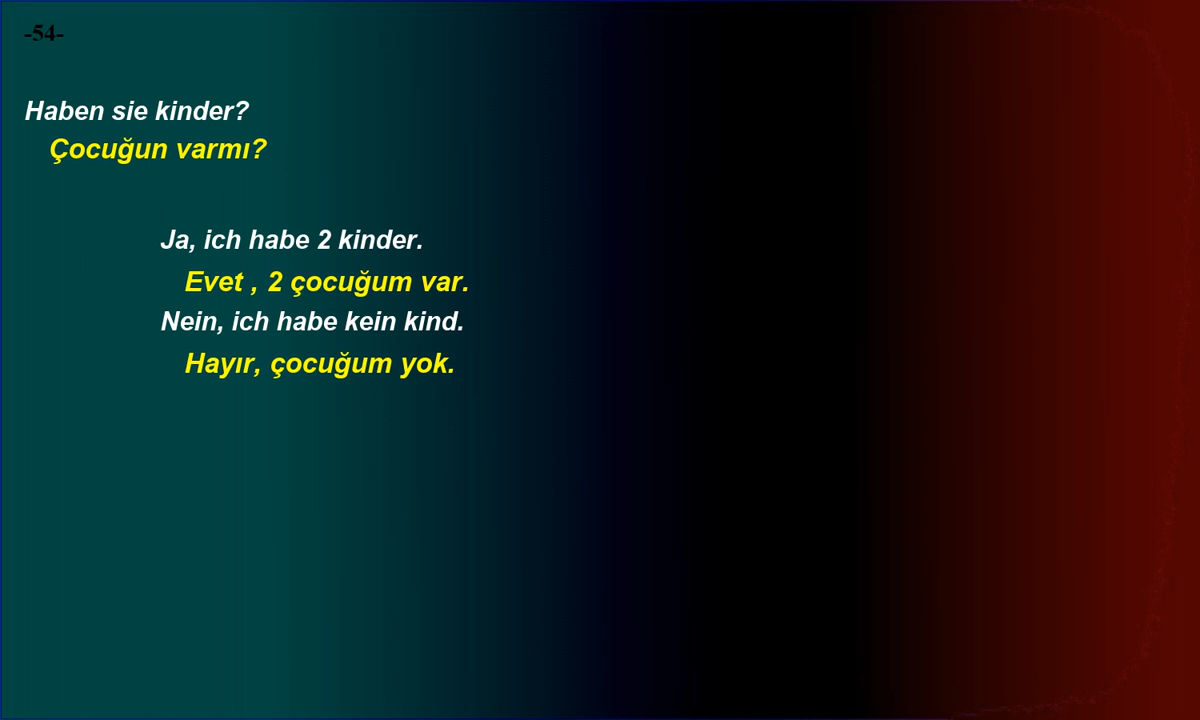 -54-
Haben sie kinder?
Çocuğun varmı?
Ja, ich habe 2 kinder.
Evet , 2 çocuğum var.
Nein, ich habe kein kind.
Hayır, çocuğum yok.